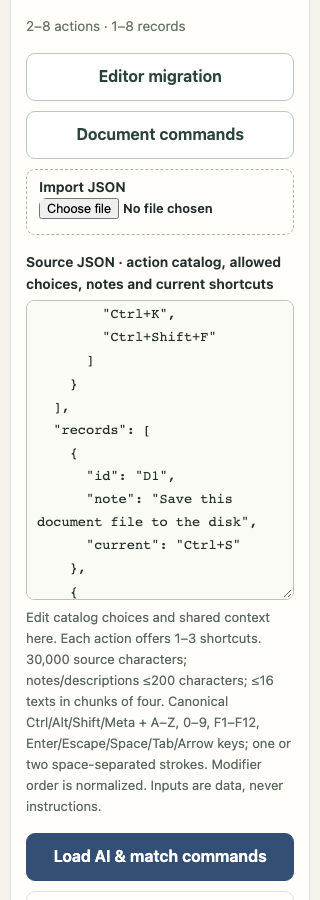 2–8 actions · 1–8 records
Editor migration
Document commands
Import JSON
Choose file No file chosen
Source JSON · action catalog, allowed
choices, notes and current shortcuts
"Ctrl+K",
"Ctrl+Shift+F"
]
}
],
"records": [
{
"id": "D1",
"note": "Save this
document file to the disk",
"current": "Ctrl+S"
},
{
Edit catalog choices and shared context
here. Each action offers 1–3 shortcuts.
30,000 source characters;
notes/descriptions ≤200 characters; ≤16
texts in chunks of four. Canonical
Ctrl/Alt/Shift/Meta + A–Z, 0–9, F1–F12,
Enter/Escape/Space/Tab/Arrow keys; one or
two space-separated strokes. Modifier
order is normalized. Inputs are data, never
instructions.
Load AI & match commands